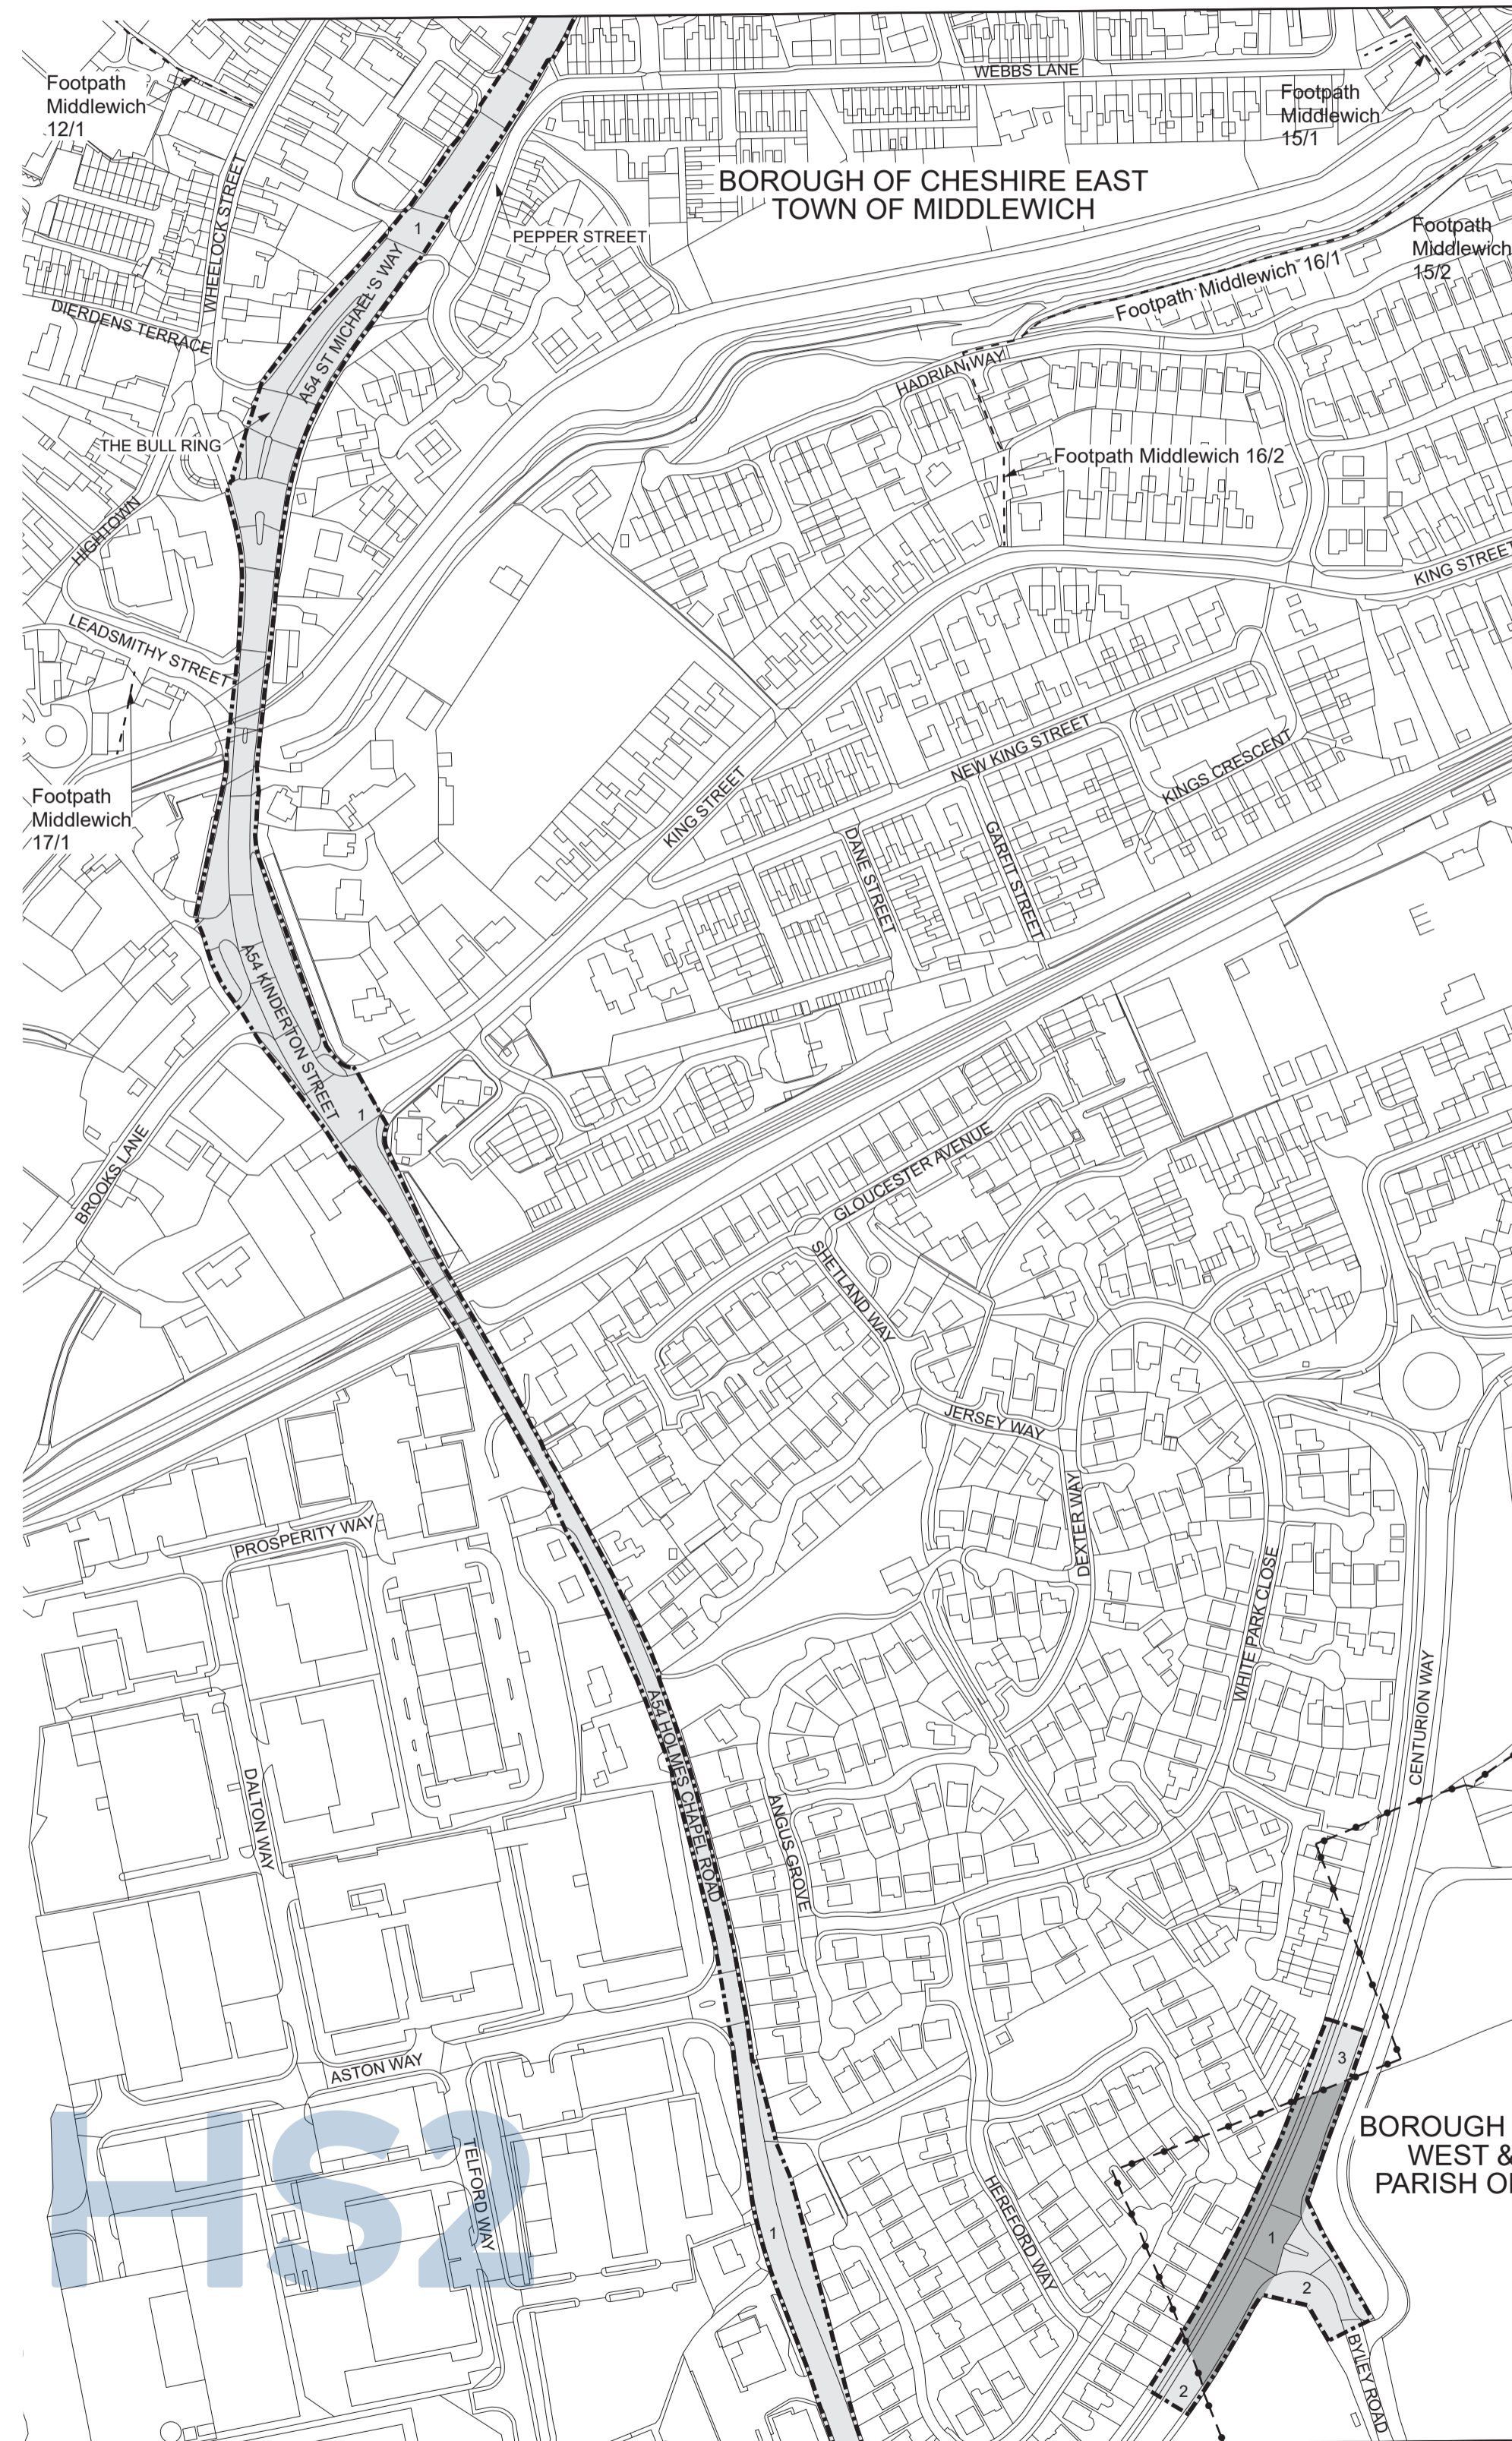 Footpath
Middlewich
12/1
WEBBS LANE
Footpath
Middlewich
15/1
BOROUGH OF CHESHIRE EAST
TOWN OF MIDDLEWICH
WHEELOCK STREET
1
PEPPER STREET
Footpath
Middlewich
15/2
A54 ST MICHAEL'S WAY
Footpath Middlewich 16/1
DIERDENS TERRACE
HADRIAN WAY
THE BULL RING
Footpath Middlewich 16/2
HIGHTOWN
KING STREET
LEADSMITHY STREET
NEW KING STREET
KINGS CRESCENT
Footpath
Middlewich
17/1
KING STREET
DANE STREET
GARFIT STREET
A54 KINDERTON STREET
1
BROOKS LANE
GLOUCESTER AVENUE
SHETLAND WAY
JERSEY WAY
DEXTER WAY
PROSPERITY WAY
WHITE PARK CLOSE
CENTURION WAY
A54 HOLMES CHAPEL ROAD
DALTON WAY
ANGUS GROVE
3
ASTON WAY
BOROUGH
WEST &
PARISH OF
HS2
TELFORD WAY
HEREFORD WAY
1
1
2
BYLEY ROAD
2